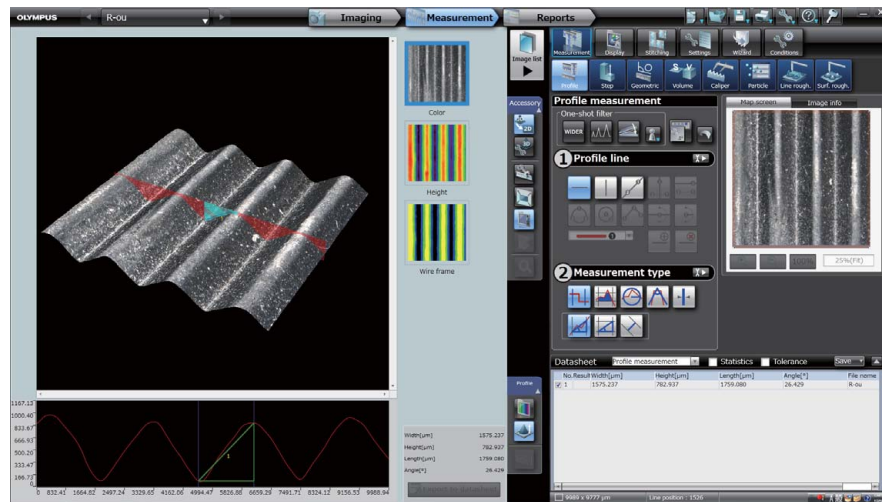 OLYMPUS R-ou Imaging Measurement Reports
Image list
Measurement Display Stitching Settings Wizard Conditions
Profile Step Geometric Volume Caliper Particle Line rough. Surf. rough.
Color
Height
Wire frame
Accessory
2D
Profile measurement
One-shot filter
WIDER
1 Profile line
2 Measurement type
Map screen Image info
100% 25%(Fit)
Datasheet Profile measurement Statistics Tolerance Save
No. Result Width[μm] Height[μm] Length[μm] Angle[°] File name
1 1575.237 782.937 1759.080 26.429 R-ou
Profile
1167.13
1000.40
833.67
666.93
500.20
333.47
166.73
0
0 832.41 1664.82 2497.24 3329.65 4162.06 4994.47 5826.88 6659.29 7491.71 8324.12 9156.53 9988.94
1
Width[μm] 1575.237
Height[μm] 782.937
Length[μm] 1759.080
Angle[°] 26.429
9989 x 9777 μm Line position : 1526